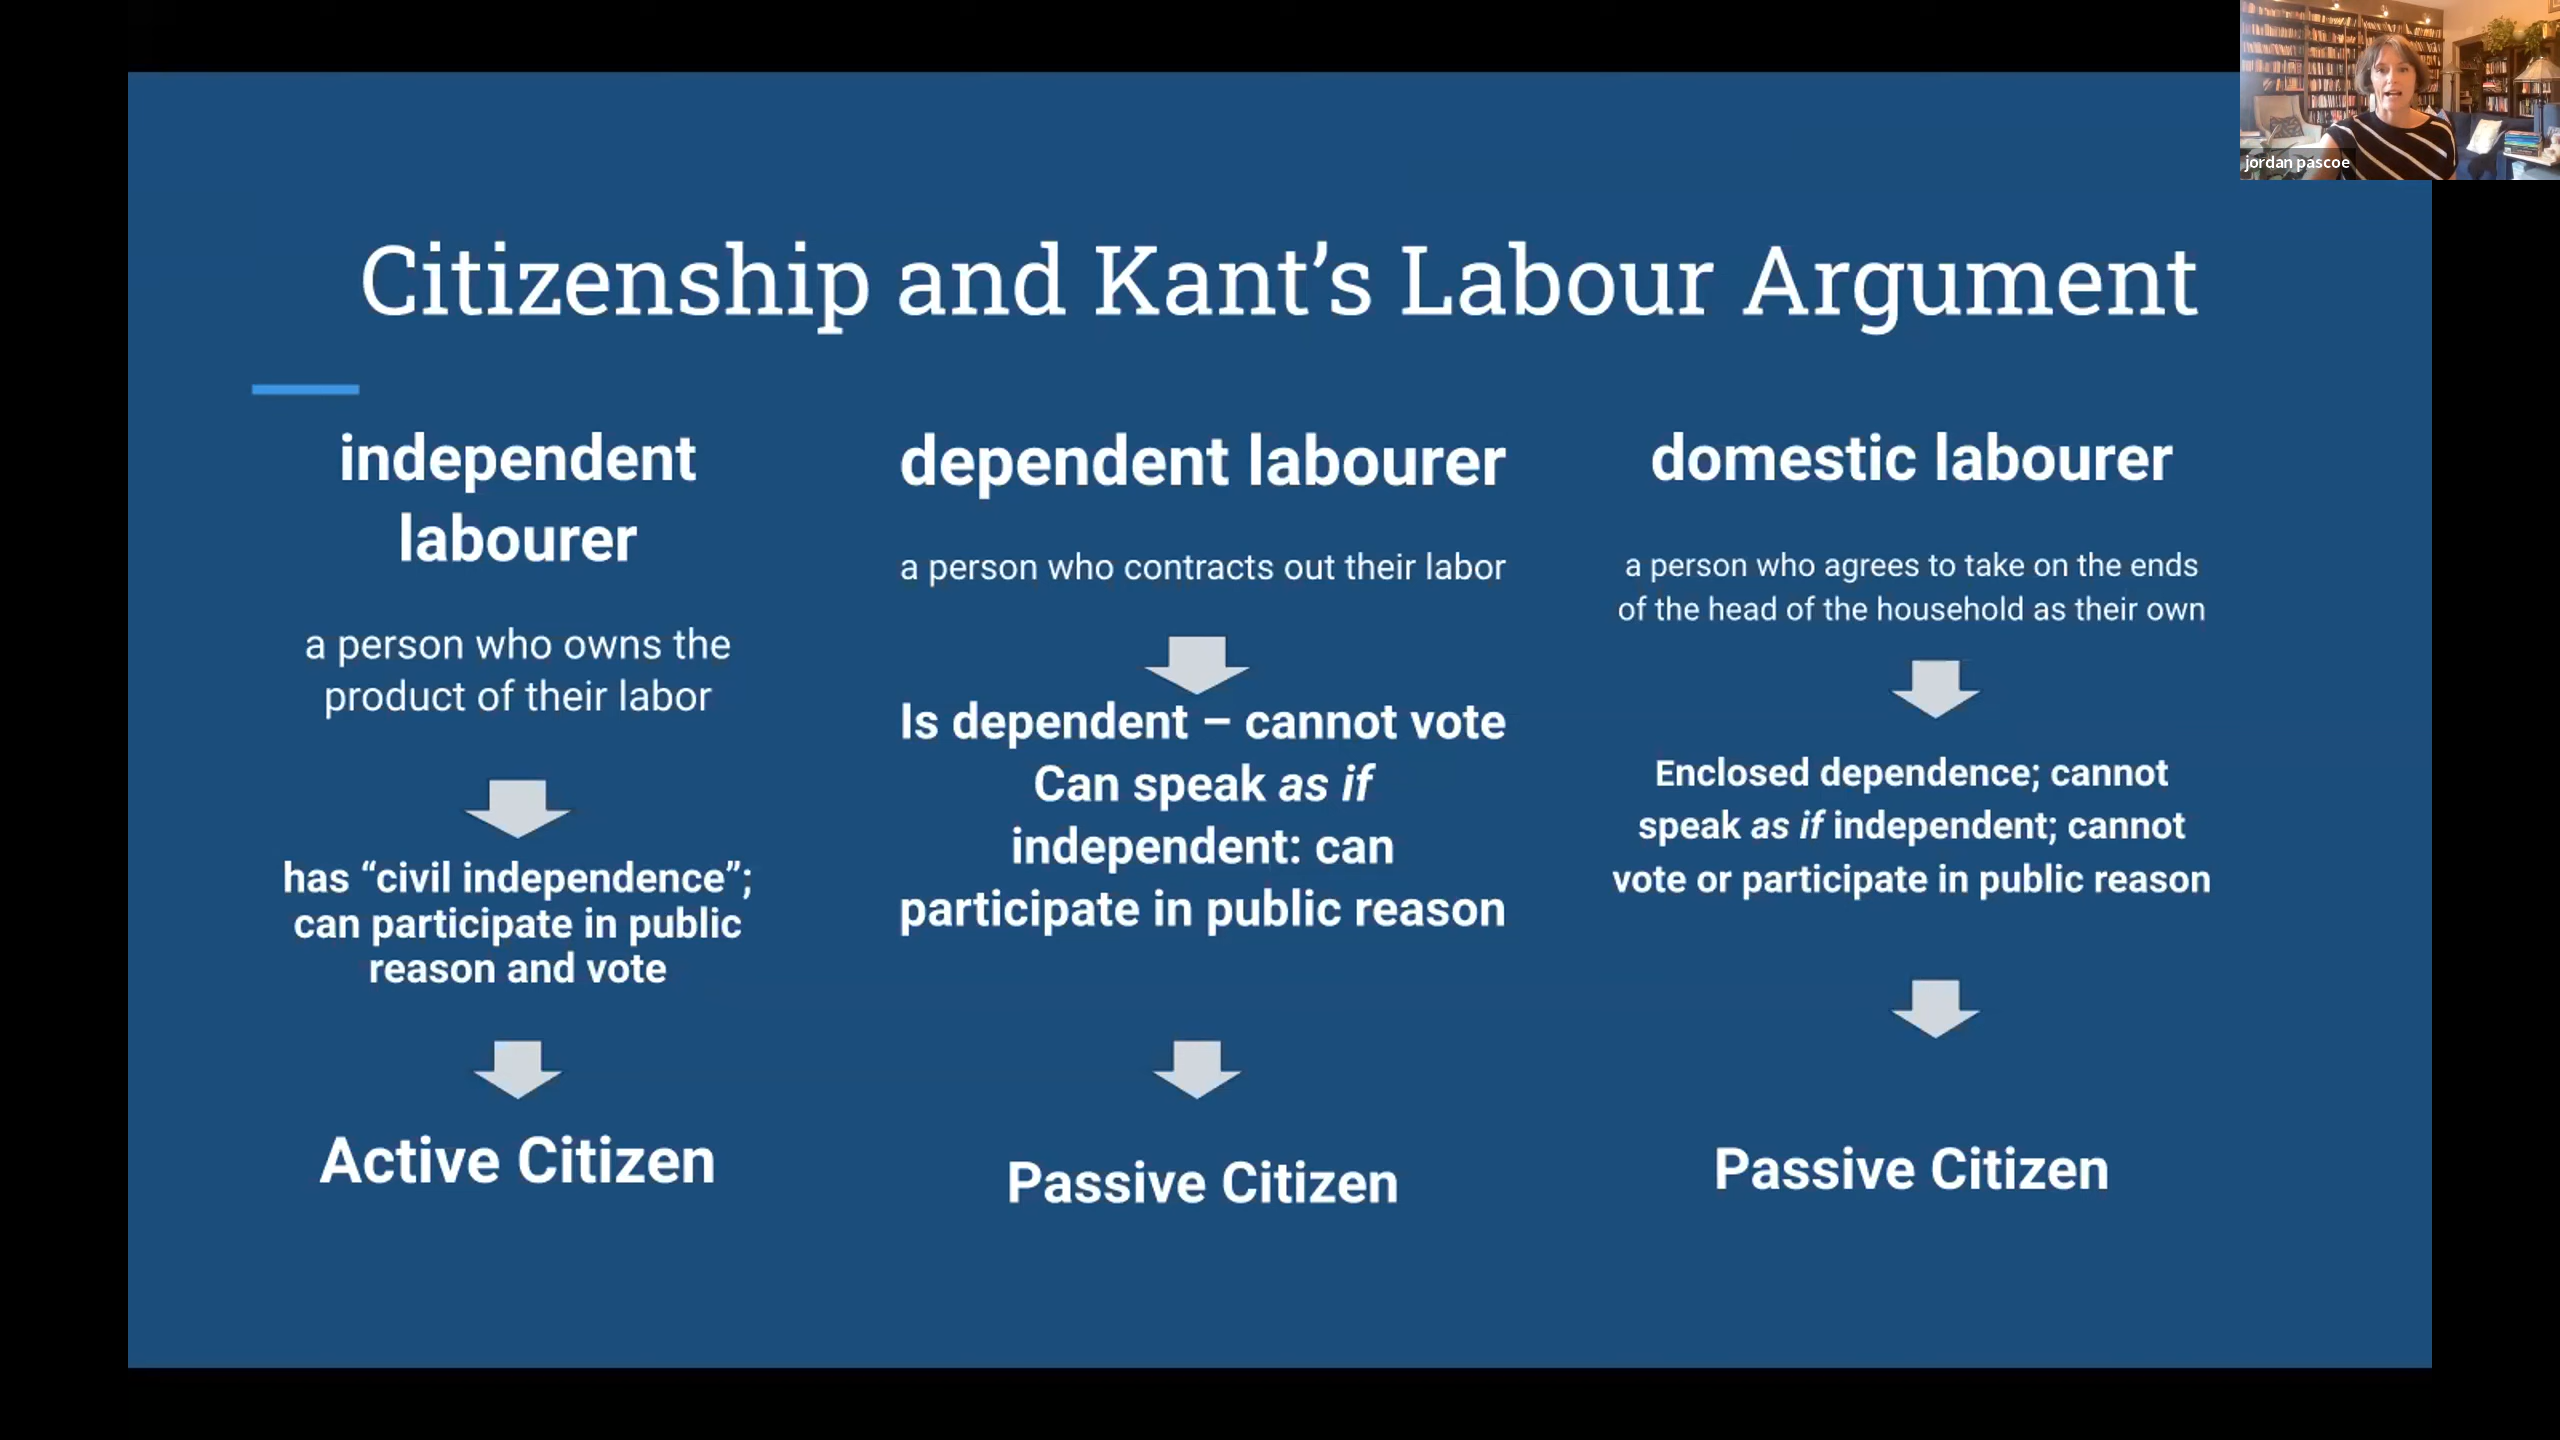 jordan pascoe
Citizenship and Kant’s Labour Argument
independent
labourer
a person who owns the
product of their labor
has “civil independence”;
can participate in public
reason and vote
Active Citizen
dependent labourer
a person who contracts out their labor
Is dependent – cannot vote
Can speak as if
independent: can
participate in public reason
Passive Citizen
domestic labourer
a person who agrees to take on the ends
of the head of the household as their own
Enclosed dependence; cannot
speak as if independent; cannot
vote or participate in public reason
Passive Citizen